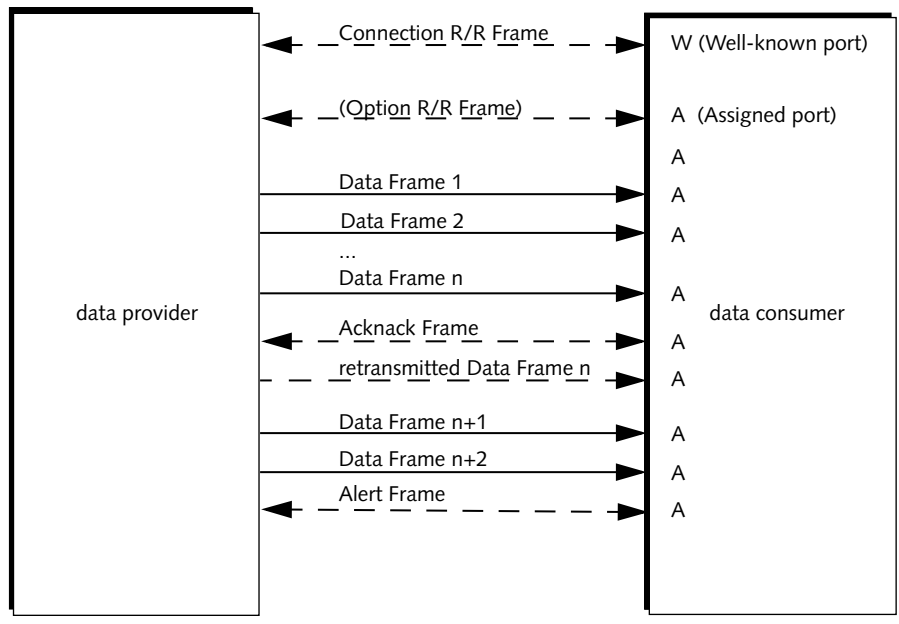 Connection R/R Frame
W (Well-known port)
(Option R/R Frame)
A (Assigned port)
A
Data Frame 1
A
Data Frame 2
A
...
Data Frame n
A
data provider
data consumer
Acknack Frame
A
retransmitted Data Frame n
A
Data Frame n+1
A
Data Frame n+2
A
Alert Frame
A